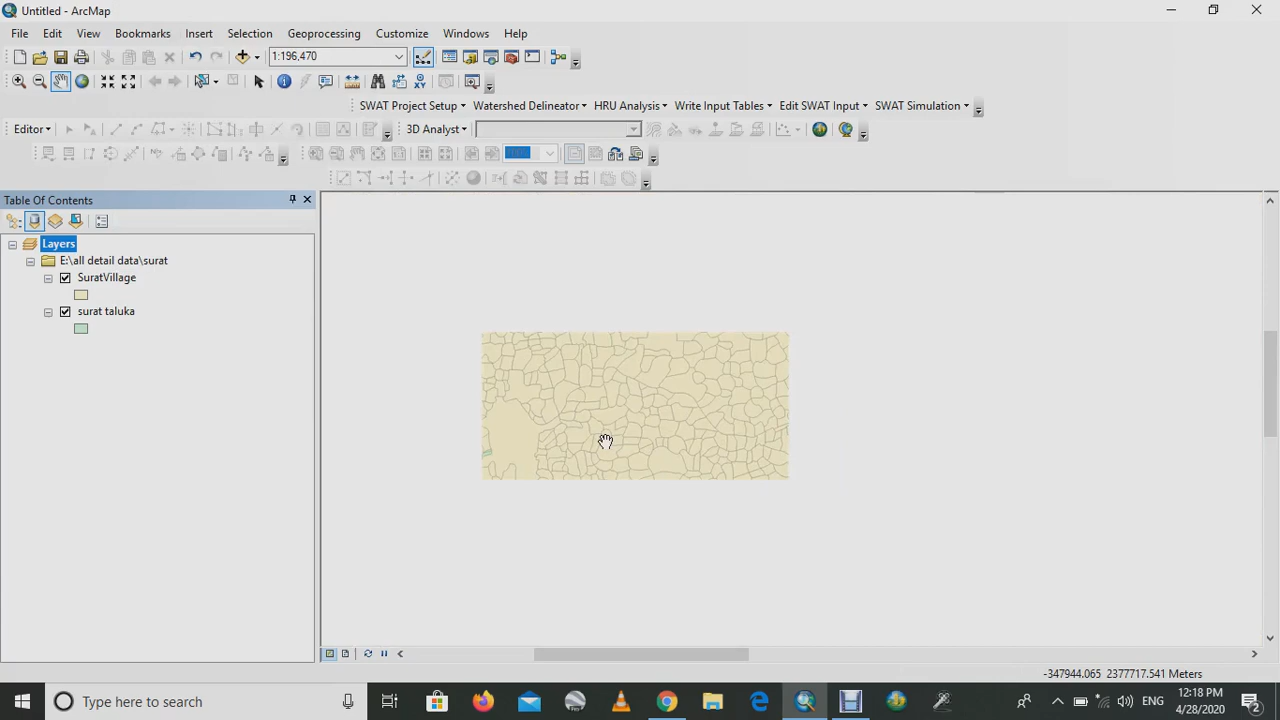 Untitled - ArcMap
File Edit View Bookmarks Insert Selection Geoprocessing Customize Windows Help
1:196,470
SWAT Project Setup Watershed Delineator HRU Analysis Write Input Tables Edit SWAT Input SWAT Simulation
Editor 3D Analyst
Table Of Contents
Layers
E:\all detail data\surat
SuratVillage
surat taluka
-347944.065 2377717.541 Meters
Type here to search
ENG
12:18 PM
4/28/2020
2